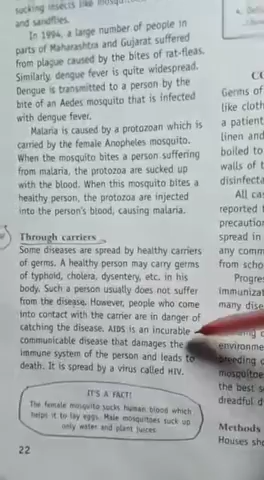 sucking insects like
and sandflies.
In 1994, a large number of people in
parts of Maharashtra and Gujarat suffered
from plague caused by the bites of rat-fleas.
Similarly, dengue fever is quite widespread.
Dengue is transmitted to a person by the
bite of an Aedes mosquito that is infected
with dengue fever.
Malaria is caused by a protozoan which is
carried by the female Anopheles mosquito.
When the mosquito bites a person suffering
from malaria, the protozoa are sucked up
with the blood. When this mosquito bites a
healthy person, the protozoa are injected
into the person's blood, causing malaria.
Through carriers
Some diseases are spread by healthy carriers
of germs. A healthy person may carry germs
of typhoid, cholera, dysentery, etc. in his
body. Such a person usually does not suffer
from the disease. However, people who come
into contact with the carrier are in danger of
catching the disease. AIDS is an incurable
communicable disease that damages the
immune system of the person and leads to
death. It is spread by a virus called HIV.
IT'S A FACT!
The female mosquito sucks human blood which
helps it to lay eggs. Male mosquitoes suck up
only water and plant juices.
22
Germs of
like cloth
a patient
linen and
boiled to
walls of
disinfecta
All cas
reported
precaution
spread in
any comm
from scho
Progres
immunizat
many dise
environme
breeding
mosquitoe
the best
dreadful d
Methods
Houses sho